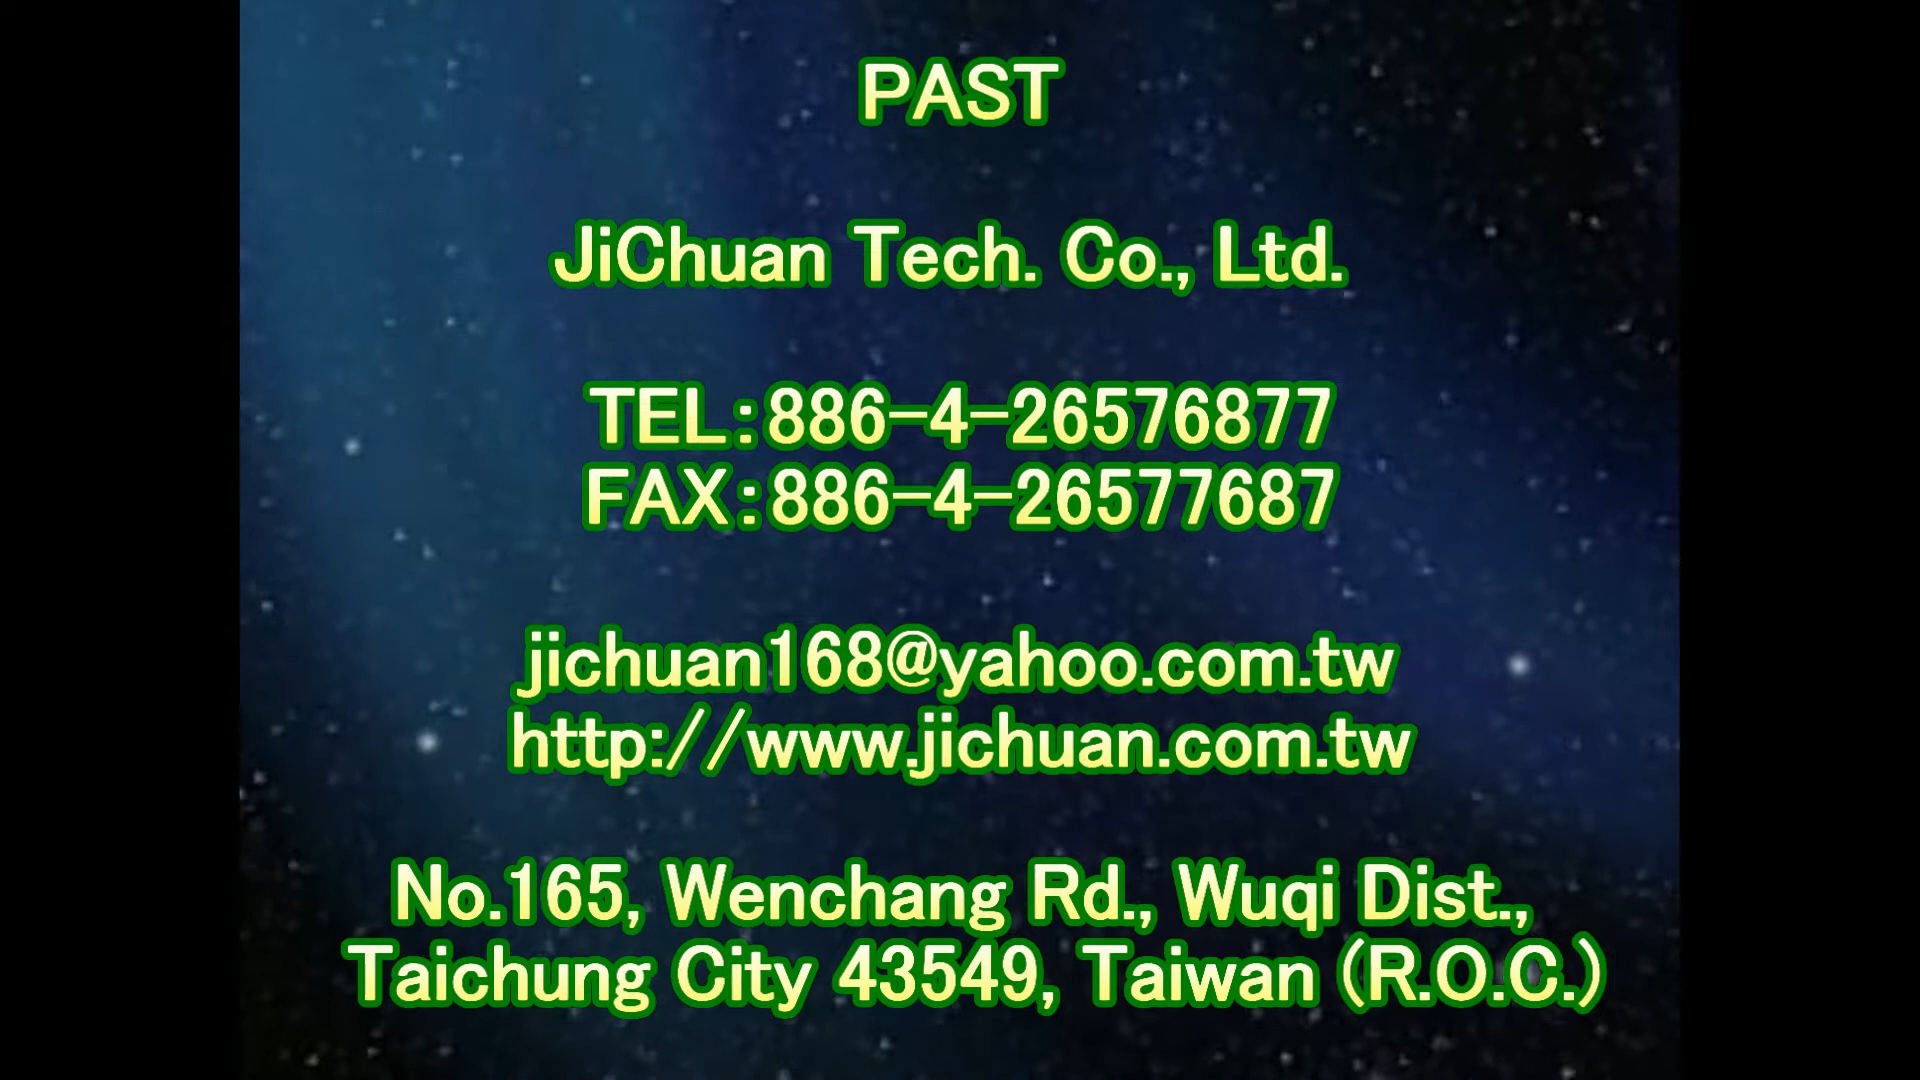 PAST
JiChuan Tech. Co., Ltd.
TEL:886-4-26576877
FAX:886-4-26577687
jichuan168@yahoo.com.tw
http://www.jichuan.com.tw
No.165, Wenchang Rd., Wuqi Dist.,
Taichung City 43549, Taiwan (R.O.C.)